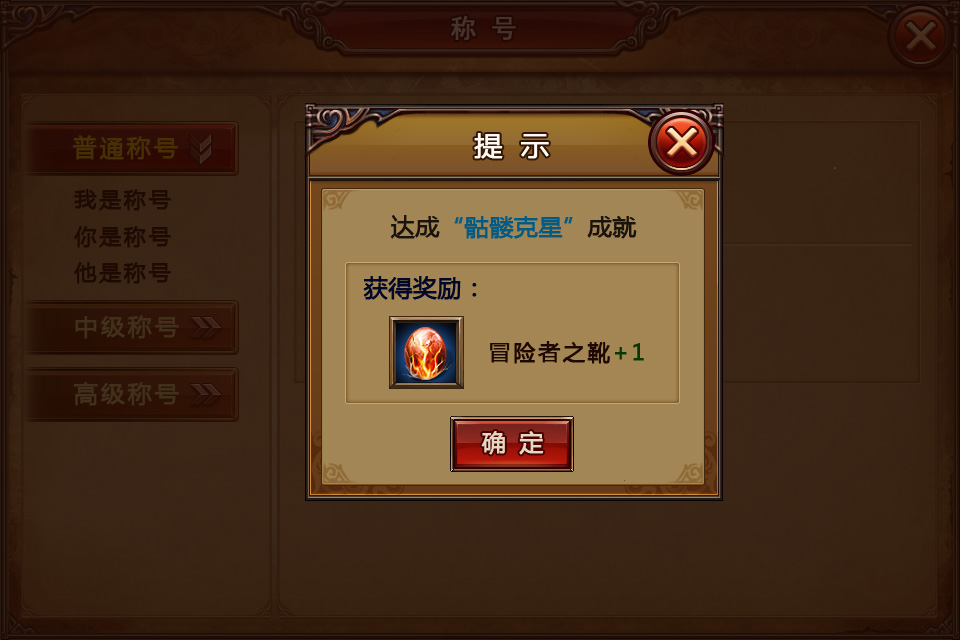 称号
普通称号
我是称号
你是称号
他是称号
中级称号
高级称号
提示
达成“骷髅克星”成就
获得奖励：
冒险者之靴+1
确定